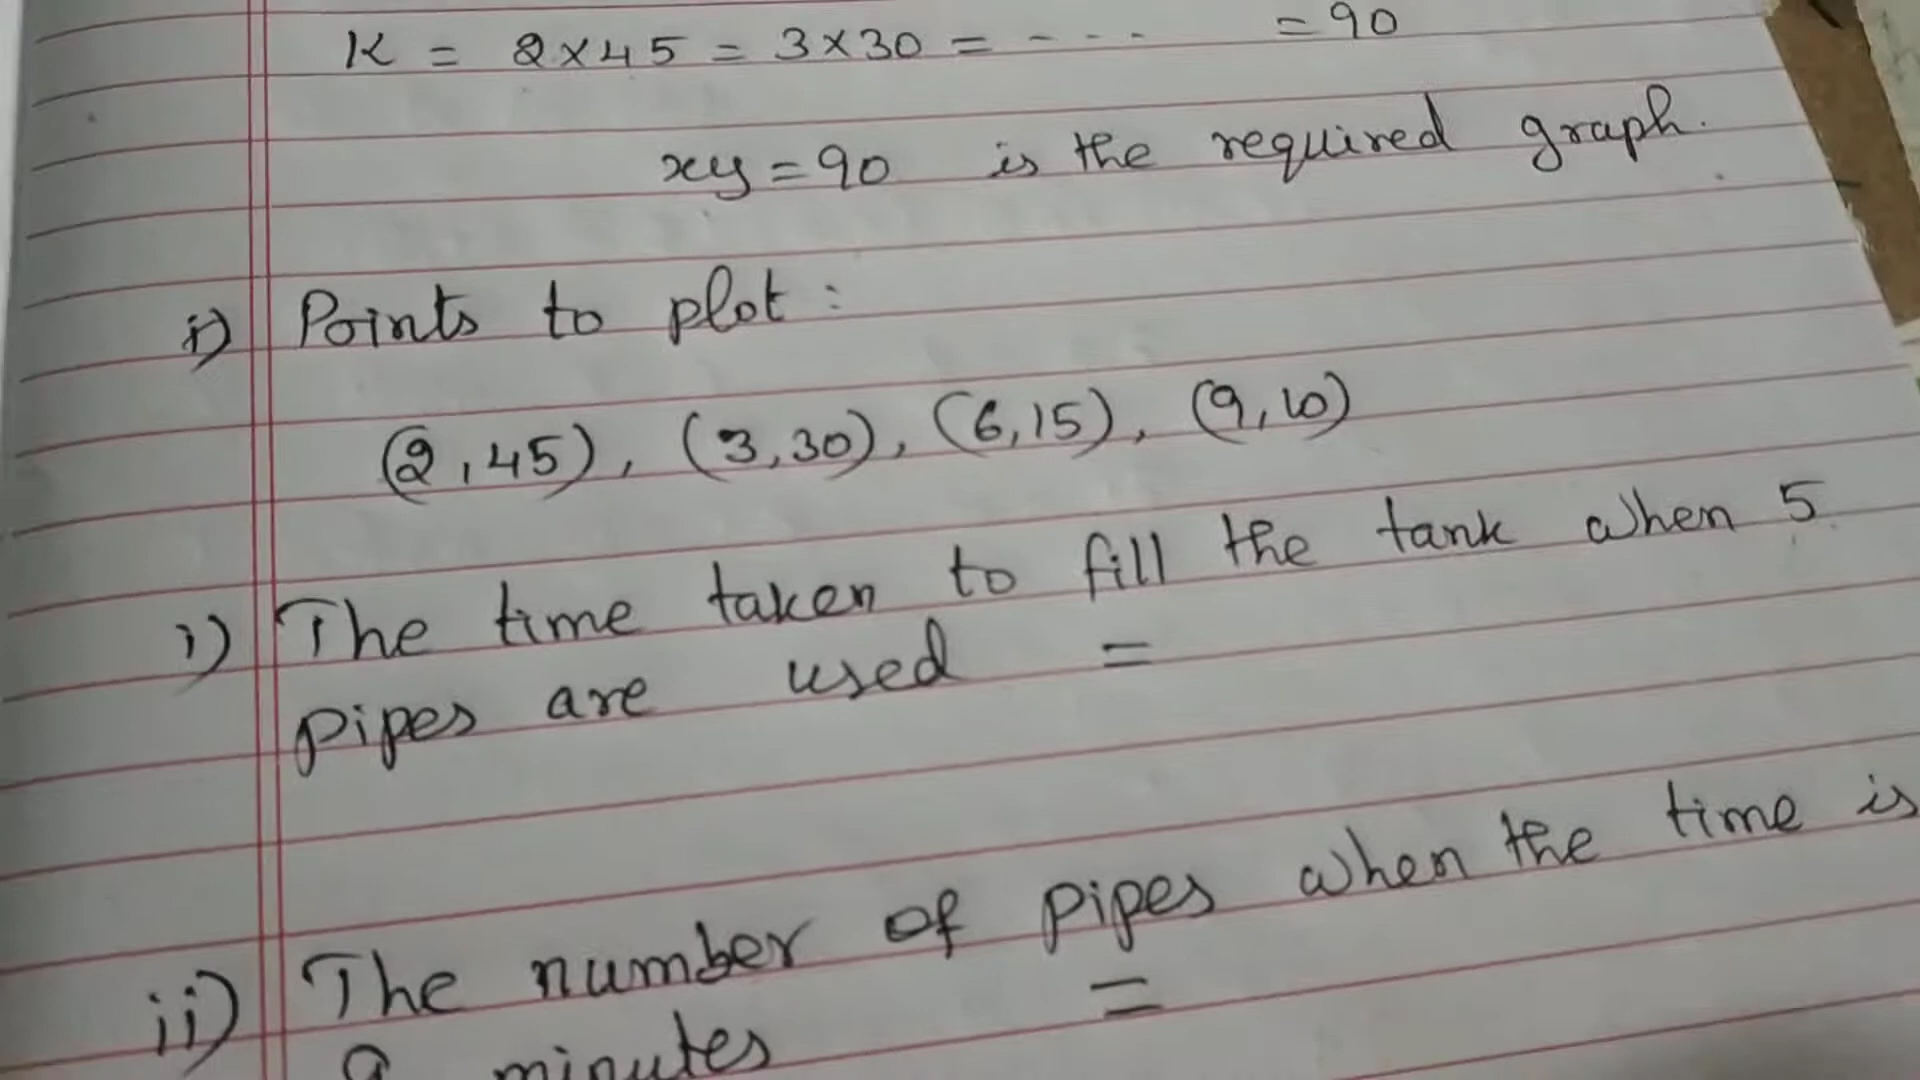 K = 2×45 = 3×30 = - - - - = 90
xy = 90 is the required graph.
i) Points to plot :
(2,45), (3,30), (6,15), (9,10)
i) The time taken to fill the tank when 5
pipes are used =
ii) The number of pipes when the time is
9 minutes =